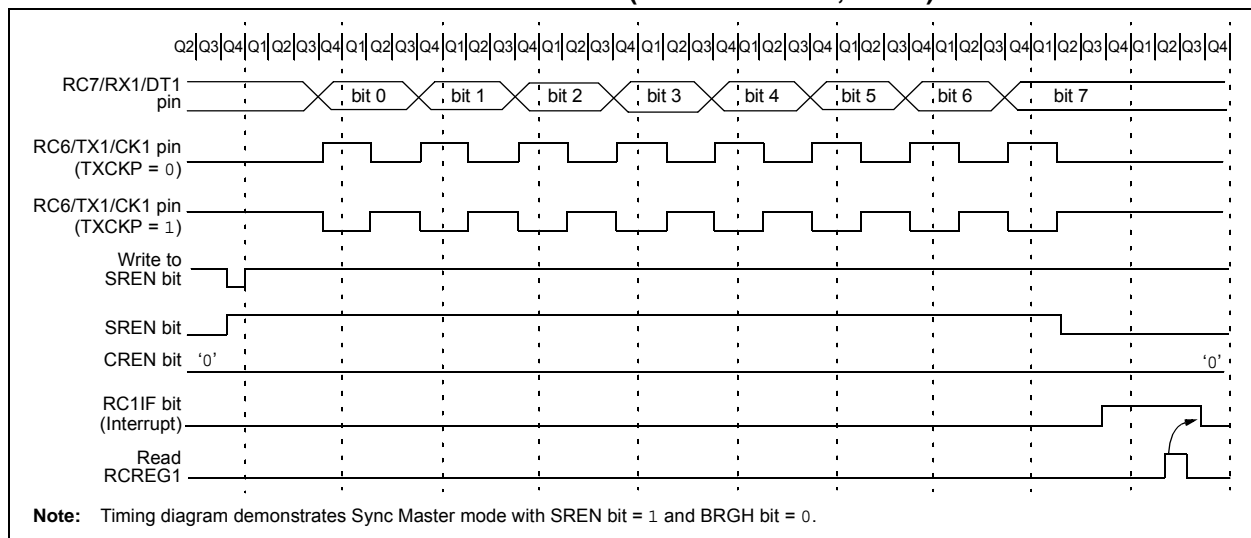 Q2 Q3 Q4 Q1 Q2 Q3 Q4 Q1 Q2 Q3 Q4 Q1 Q2 Q3 Q4 Q1 Q2 Q3 Q4 Q1 Q2 Q3 Q4 Q1 Q2 Q3 Q4 Q1 Q2 Q3 Q4 Q1 Q2 Q3 Q4 Q1 Q2 Q3 Q4 Q1 Q2 Q3 Q4
RC7/RX1/DT1
pin
bit 0 bit 1 bit 2 bit 3 bit 4 bit 5 bit 6 bit 7
RC6/TX1/CK1 pin
(TXCKP = 0)
RC6/TX1/CK1 pin
(TXCKP = 1)
Write to
SREN bit
SREN bit
CREN bit '0' '0'
RC1IF bit
(Interrupt)
Read
RCREG1
Note: Timing diagram demonstrates Sync Master mode with SREN bit = 1 and BRGH bit = 0.